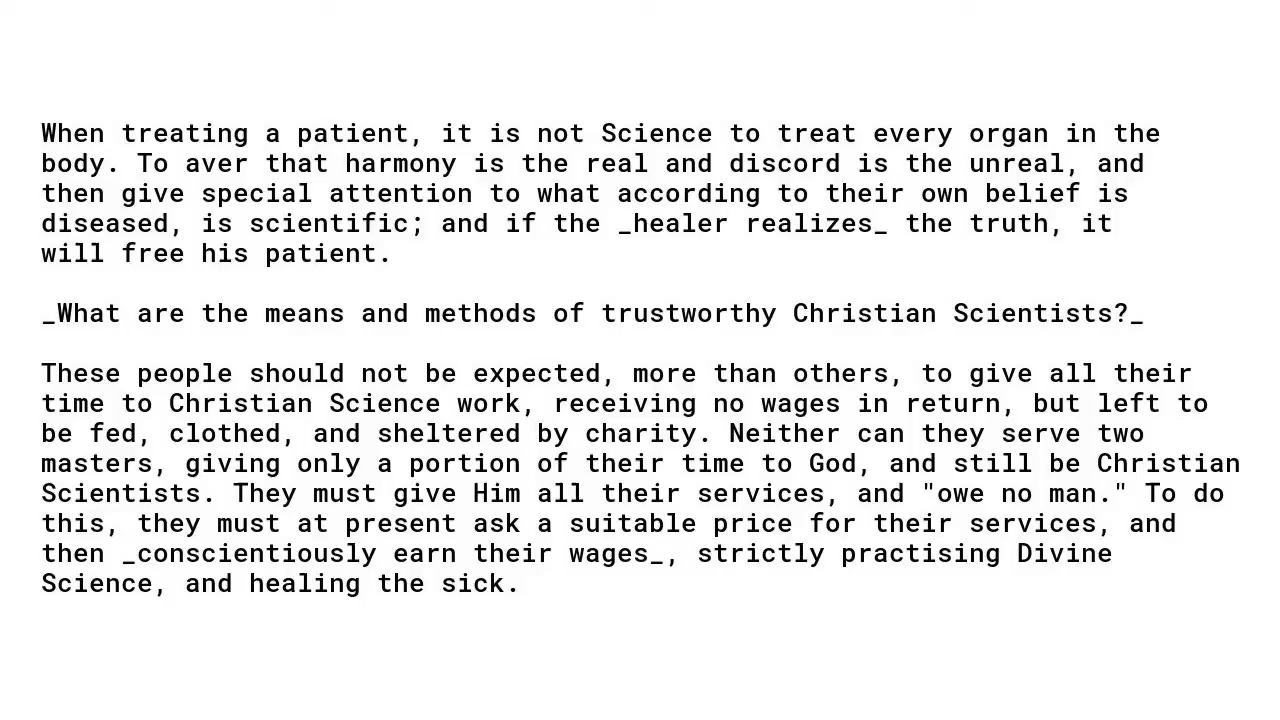 When treating a patient, it is not Science to treat every organ in the
body. To aver that harmony is the real and discord is the unreal, and
then give special attention to what according to their own belief is
diseased, is scientific; and if the _healer realizes_ the truth, it
will free his patient.

_What are the means and methods of trustworthy Christian Scientists?_

These people should not be expected, more than others, to give all their
time to Christian Science work, receiving no wages in return, but left to
be fed, clothed, and sheltered by charity. Neither can they serve two
masters, giving only a portion of their time to God, and still be Christian
Scientists. They must give Him all their services, and "owe no man." To do
this, they must at present ask a suitable price for their services, and
then _conscientiously earn their wages_, strictly practising Divine
Science, and healing the sick.